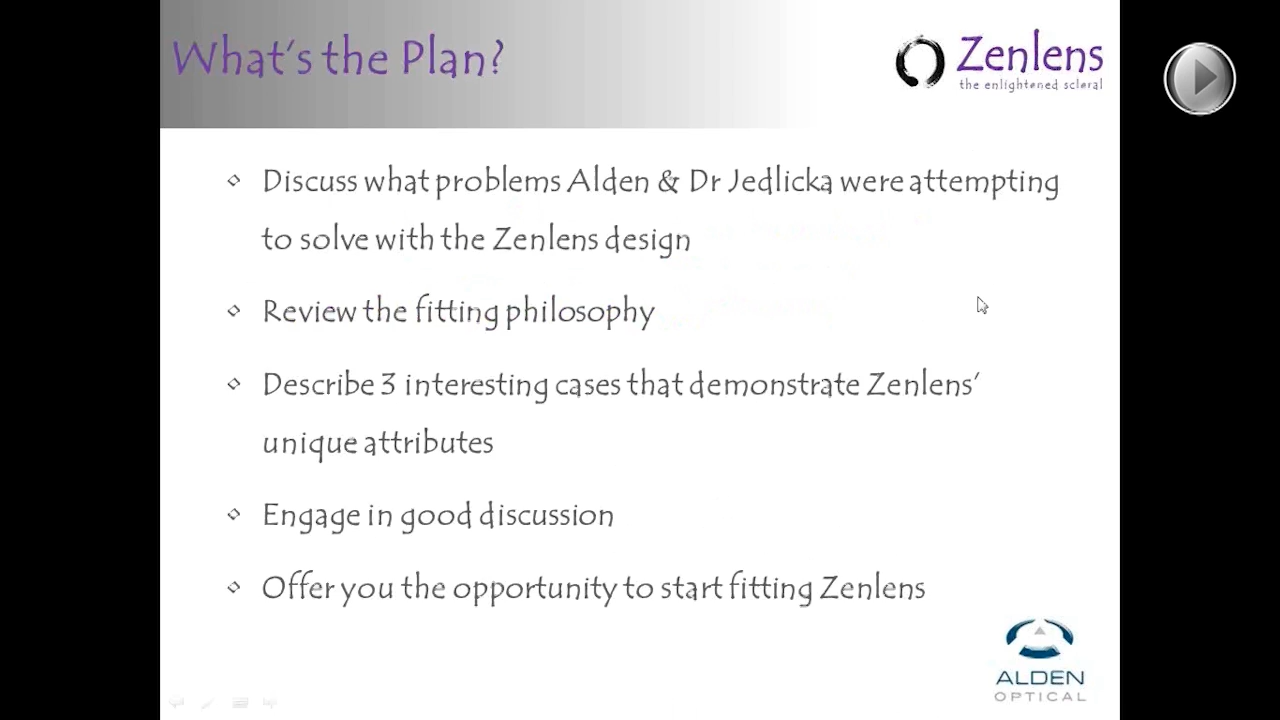 What's the Plan?
Zenlens
the enlightened scleral
Discuss what problems Alden & Dr Jedlicka were attempting
to solve with the Zenlens design
Review the fitting philosophy
Describe 3 interesting cases that demonstrate Zenlens'
unique attributes
Engage in good discussion
Offer you the opportunity to start fitting Zenlens
ALDEN
OPTICAL